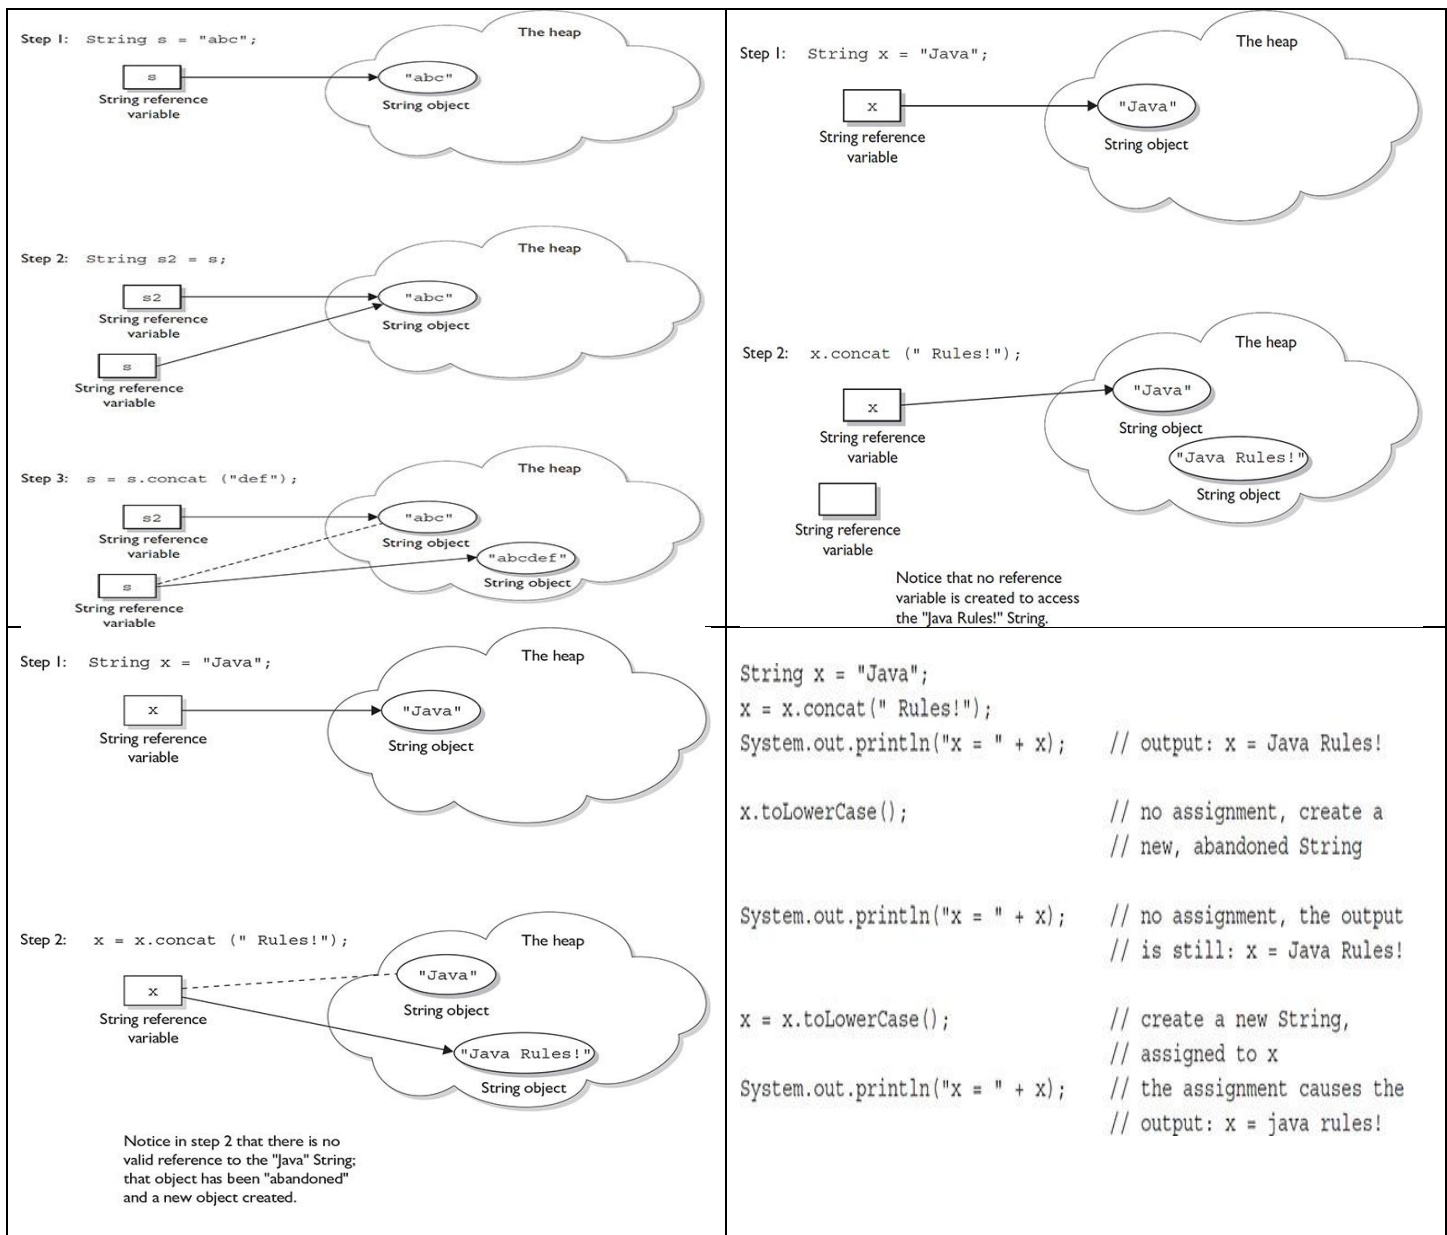 Step 1: String s = "abc";
The heap
s
"abc"
String reference
variable
String object
Step 2: String s2 = s;
The heap
s2
"abc"
String reference
variable
String object
s
String reference
variable
Step 3: s = s.concat ("def");
The heap
s2
"abc"
String reference
variable
String object
"abcdef"
String object
s
String reference
variable
Step 1: String x = "Java";
The heap
x
"Java"
String reference
variable
String object
Step 2: x.concat (" Rules!");
The heap
"Java"
x
String object
String reference
variable
"Java Rules!"
String object
String reference
variable
Notice that no reference
variable is created to access
the "Java Rules!" String.
Step 1: String x = "Java";
The heap
x
"Java"
String reference
variable
String object
Step 2: x = x.concat (" Rules!");
The heap
"Java"
x
String object
String reference
variable
"Java Rules!"
String object
Notice in step 2 that there is no
valid reference to the "Java" String;
that object has been "abandoned"
and a new object created.
String x = "Java";
x = x.concat(" Rules!");
System.out.println("x = " + x); // output: x = Java Rules!
x.toLowerCase(); // no assignment, create a
// new, abandoned String
System.out.println("x = " + x); // no assignment, the output
// is still: x = Java Rules!
x = x.toLowerCase(); // create a new String,
// assigned to x
System.out.println("x = " + x); // the assignment causes the
// output: x = java rules!